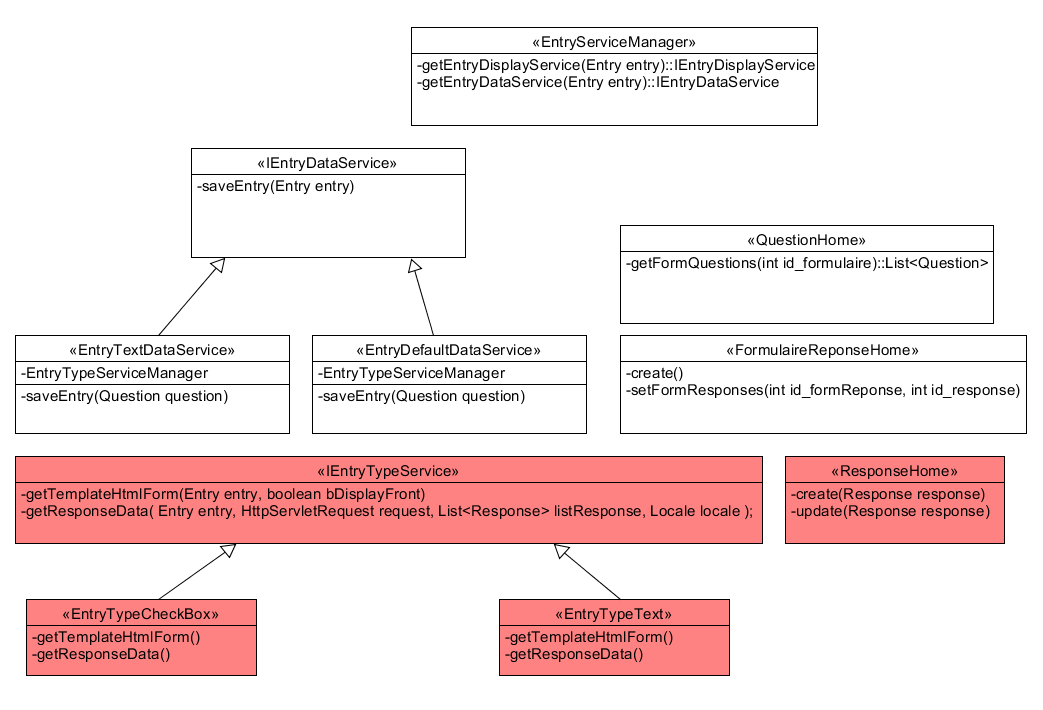 «EntryServiceManager»
-getEntryDisplayService(Entry entry)::IEntryDisplayService
-getEntryDataService(Entry entry)::IEntryDataService
«IEntryDataService»
-saveEntry(Entry entry)
«QuestionHome»
-getFormQuestions(int id_formulaire)::List<Question>
«EntryTextDataService»
-EntryTypeServiceManager
-saveEntry(Question question)
«EntryDefaultDataService»
-EntryTypeServiceManager
-saveEntry(Question question)
«FormulaireReponseHome»
-create()
-setFormResponses(int id_formReponse, int id_response)
«IEntryTypeService»
-getTemplateHtmlForm(Entry entry, boolean bDisplayFront)
-getResponseData( Entry entry, HttpServletRequest request, List<Response> listResponse, Locale locale );
«ResponseHome»
-create(Response response)
-update(Response response)
«EntryTypeCheckBox»
-getTemplateHtmlForm()
-getResponseData()
«EntryTypeText»
-getTemplateHtmlForm()
-getResponseData()